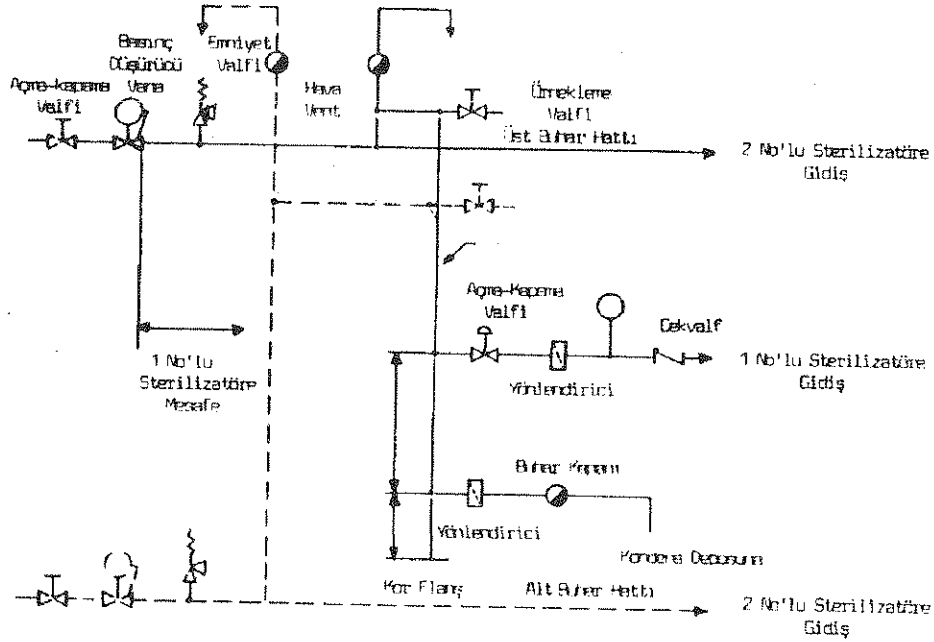 Basınç
Düşürücü
Vana
Emniyet
Valfi
Açma-kapama
Valfi
Hava
Vent
Örnekleme
Valfi
Üst Buhar Hattı
2 No'lu Sterilizatöre
Gidiş
Açma-Kapama
Valfi
Cekvalf
1 No'lu
Sterilizatöre
Mesafe
Yönlendirici
1 No'lu Sterilizatöre
Gidiş
Buhar Kapanı
Yönlendirici
Kondens Deposuna
Kör Flanş
Alt Buhar Hattı
2 No'lu Sterilizatöre
Gidiş